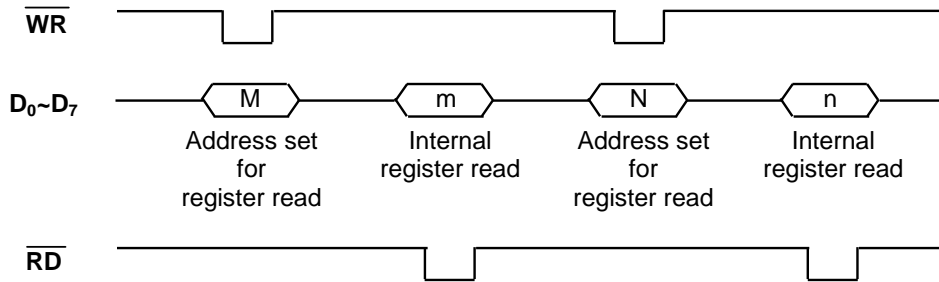 WR
D0~D7
M
m
N
n
Address set
for
register read
Internal
register read
Address set
for
register read
Internal
register read
RD